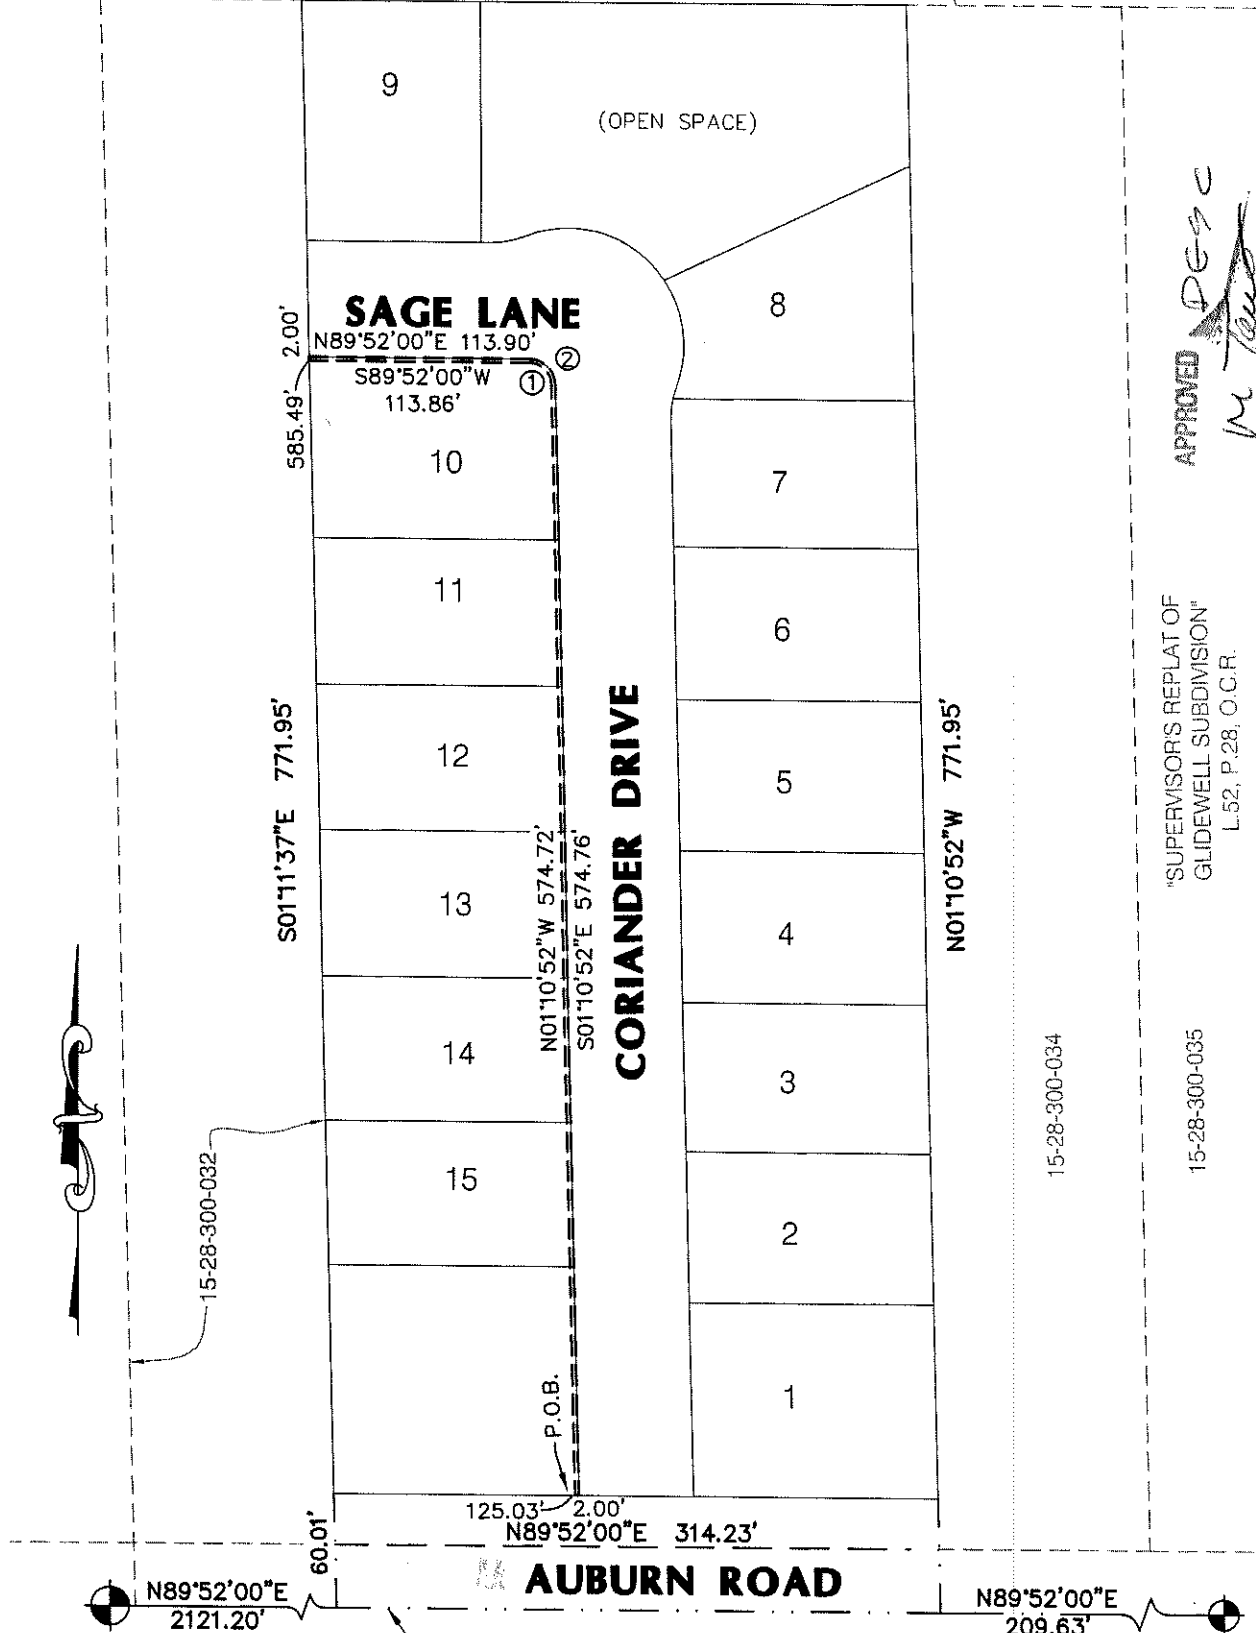 9
(OPEN SPACE)
SAGE LANE
2.00'
N89°52'00"E 113.90'
②
①
S89°52'00"W
113.86'
585.49'
8
10
7
11
6
12
5
13
4
14
3
15
2
1
S01°11'37"E 771.95'
N01°10'52"W 574.72'
S01°10'52"E 574.76'
CORIANDER DRIVE
N01°10'52"W 771.95'
15-28-300-032
15-28-300-034
15-28-300-035
"SUPERVISOR'S REPLAT OF
GLIDEWELL SUBDIVISION"
L.52, P.28, O.C.R.
APPROVED
P.O.B.
125.03' 2.00'
N89°52'00"E 314.23'
60.01'
AUBURN ROAD
N89°52'00"E
2121.20'
N89°52'00"E
209.63'